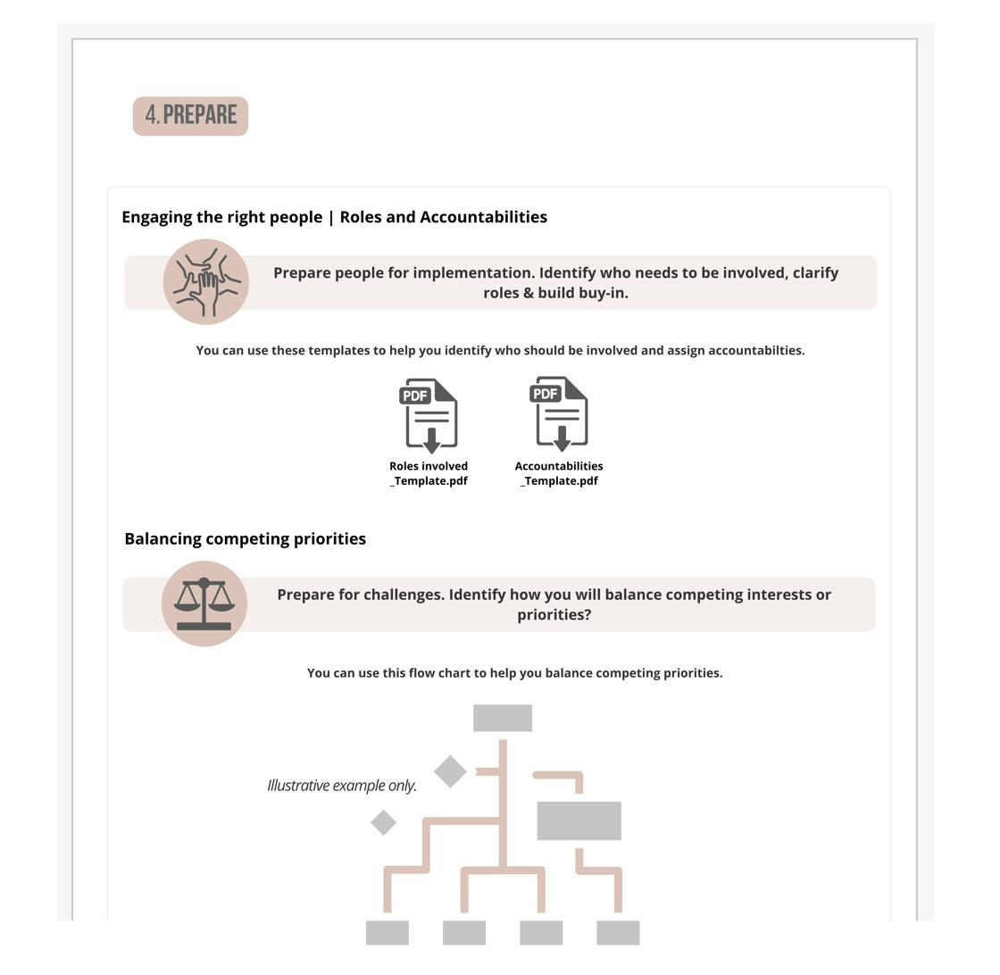 4. PREPARE
Engaging the right people | Roles and Accountabilities
Prepare people for implementation. Identify who needs to be involved, clarify
roles & build buy-in.
You can use these templates to help you identify who should be involved and assign accountabilties.
PDF
PDF
Roles involved
_Template.pdf
Accountabilities
_Template.pdf
Balancing competing priorities
Prepare for challenges. Identify how you will balance competing interests or
priorities?
You can use this flow chart to help you balance competing priorities.
Illustrative example only.